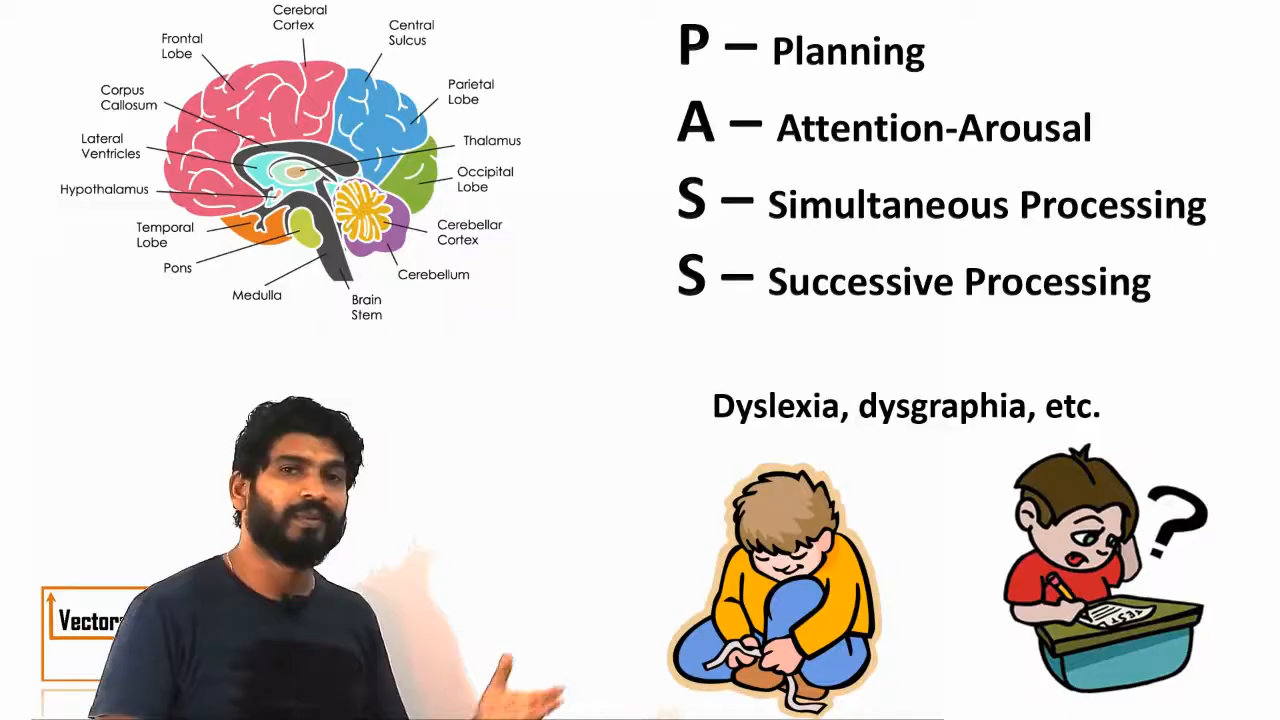 Cerebral
Cortex
Central
Sulcus
Frontal
Lobe
Parietal
Lobe
Corpus
Callosum
Lateral
Ventricles
Thalamus
Occipital
Lobe
Hypothalamus
Temporal
Lobe
Cerebellar
Cortex
Pons
Cerebellum
Medulla
Brain
Stem
P – Planning
A – Attention-Arousal
S – Simultaneous Processing
S – Successive Processing
Dyslexia, dysgraphia, etc.
?
TEST